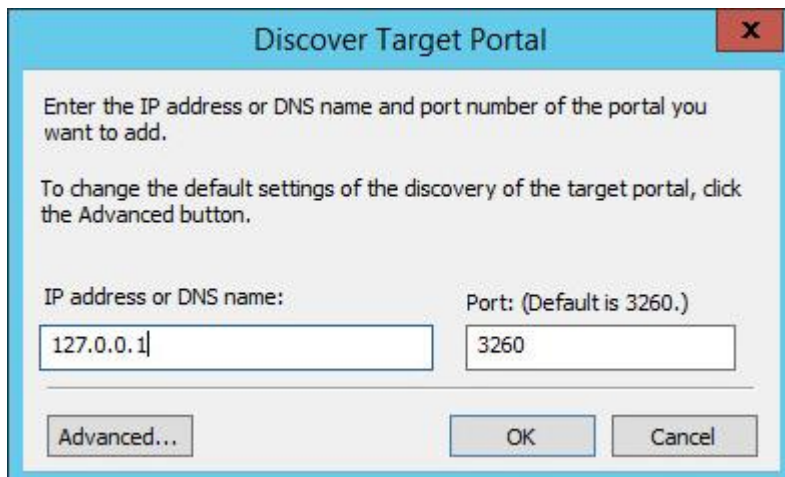 Discover Target Portal
x
Enter the IP address or DNS name and port number of the portal you
want to add.
To change the default settings of the discovery of the target portal, click
the Advanced button.
IP address or DNS name:
Port: (Default is 3260.)
127.0.0.1
3260
Advanced...
OK
Cancel